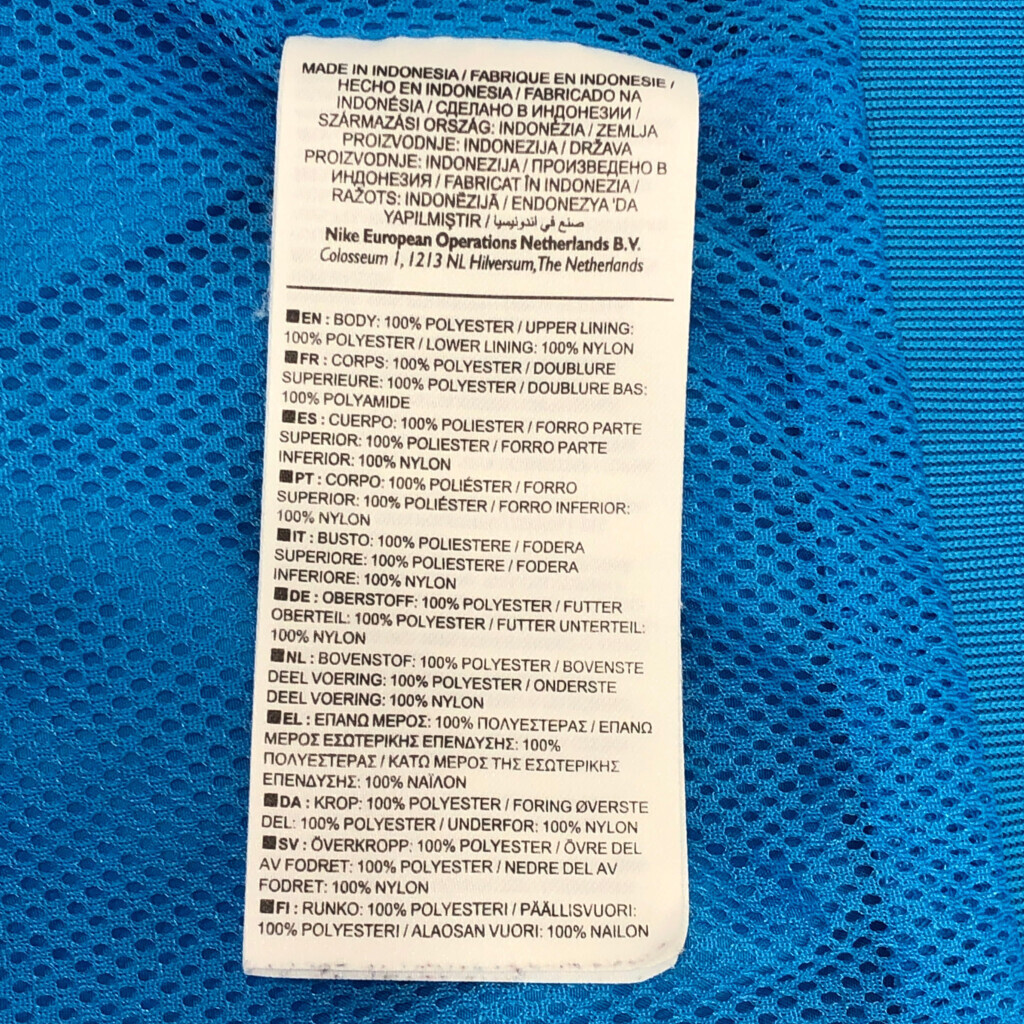 MADE IN INDONESIA / FABRIQUE EN INDONESIE /
HECHO EN INDONESIA / FABRICADO NA
INDONÉSIA / СДЕЛАНО В ИНДОНЕЗИИ /
SZÁRMAZÁSI ORSZÁG: INDONÉZIA / ZEMLJA
PROIZVODNJE: INDONEZIJA / DRŽAVA
PROIZVODNJE: INDONEZIJA / ПРОИЗВЕДЕНО В
ИНДОНЕЗИЯ / FABRICAT ÎN INDONEZIA /
RAŽOTS: INDONĒZIJĀ / ENDONEZYA 'DA
YAPILMIŞTIR / صنع في اندونيسيا
Nike European Operations Netherlands B.V.
Colosseum 1, 1213 NL Hilversum, The Netherlands
EN : BODY: 100% POLYESTER / UPPER LINING:
100% POLYESTER / LOWER LINING: 100% NYLON
FR : CORPS: 100% POLYESTER / DOUBLURE
SUPERIEURE: 100% POLYESTER / DOUBLURE BAS:
100% POLYAMIDE
ES : CUERPO: 100% POLIESTER / FORRO PARTE
SUPERIOR: 100% POLIESTER / FORRO PARTE
INFERIOR: 100% NYLON
PT : CORPO: 100% POLIÉSTER / FORRO
SUPERIOR: 100% POLIÉSTER / FORRO INFERIOR:
100% NYLON
IT : BUSTO: 100% POLIESTERE / FODERA
SUPERIORE: 100% POLIESTERE / FODERA
INFERIORE: 100% NYLON
DE : OBERSTOFF: 100% POLYESTER / FUTTER
OBERTEIL: 100% POLYESTER / FUTTER UNTERTEIL:
100% NYLON
NL : BOVENSTOF: 100% POLYESTER / BOVENSTE
DEEL VOERING: 100% POLYESTER / ONDERSTE
DEEL VOERING: 100% NYLON
EL : ΕΠΑΝΩ ΜΕΡΟΣ: 100% ΠΟΛΥΕΣΤΕΡΑΣ / ΕΠΑΝΩ
ΜΕΡΟΣ ΕΣΩΤΕΡΙΚΗΣ ΕΠΕΝΔΥΣΗΣ: 100%
ΠΟΛΥΕΣΤΕΡΑΣ / ΚΑΤΩ ΜΕΡΟΣ ΤΗΣ ΕΣΩΤΕΡΙΚΗΣ
ΕΠΕΝΔΥΣΗΣ: 100% ΝΑΪΛΟΝ
DA : KROP: 100% POLYESTER / FORING ØVERSTE
DEL: 100% POLYESTER / UNDERFOR: 100% NYLON
SV : ÖVERKROPP: 100% POLYESTER / ÖVRE DEL
AV FODRET: 100% POLYESTER / NEDRE DEL AV
FODRET: 100% NYLON
FI : RUNKO: 100% POLYESTERI / PÄÄLLISVUORI:
100% POLYESTERI / ALAOSAN VUORI: 100% NAILON